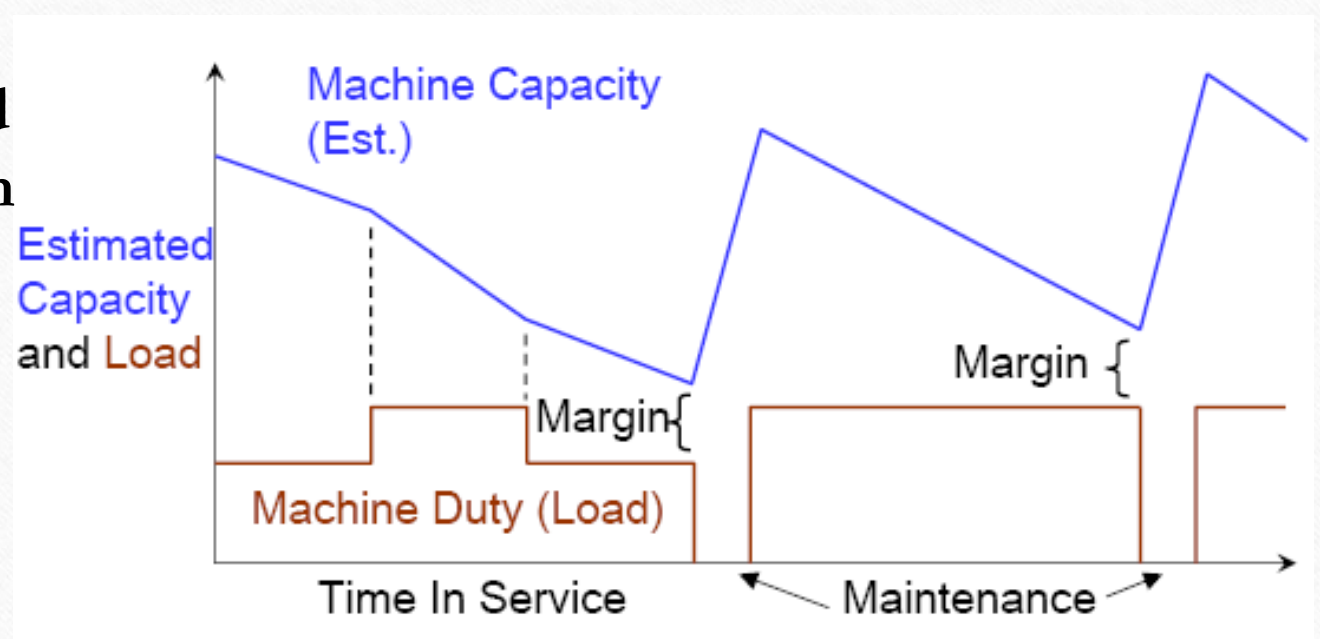 Machine Capacity
(Est.)
Estimated
Capacity
and Load
Margin
Margin
Machine Duty (Load)
Time In Service
Maintenance